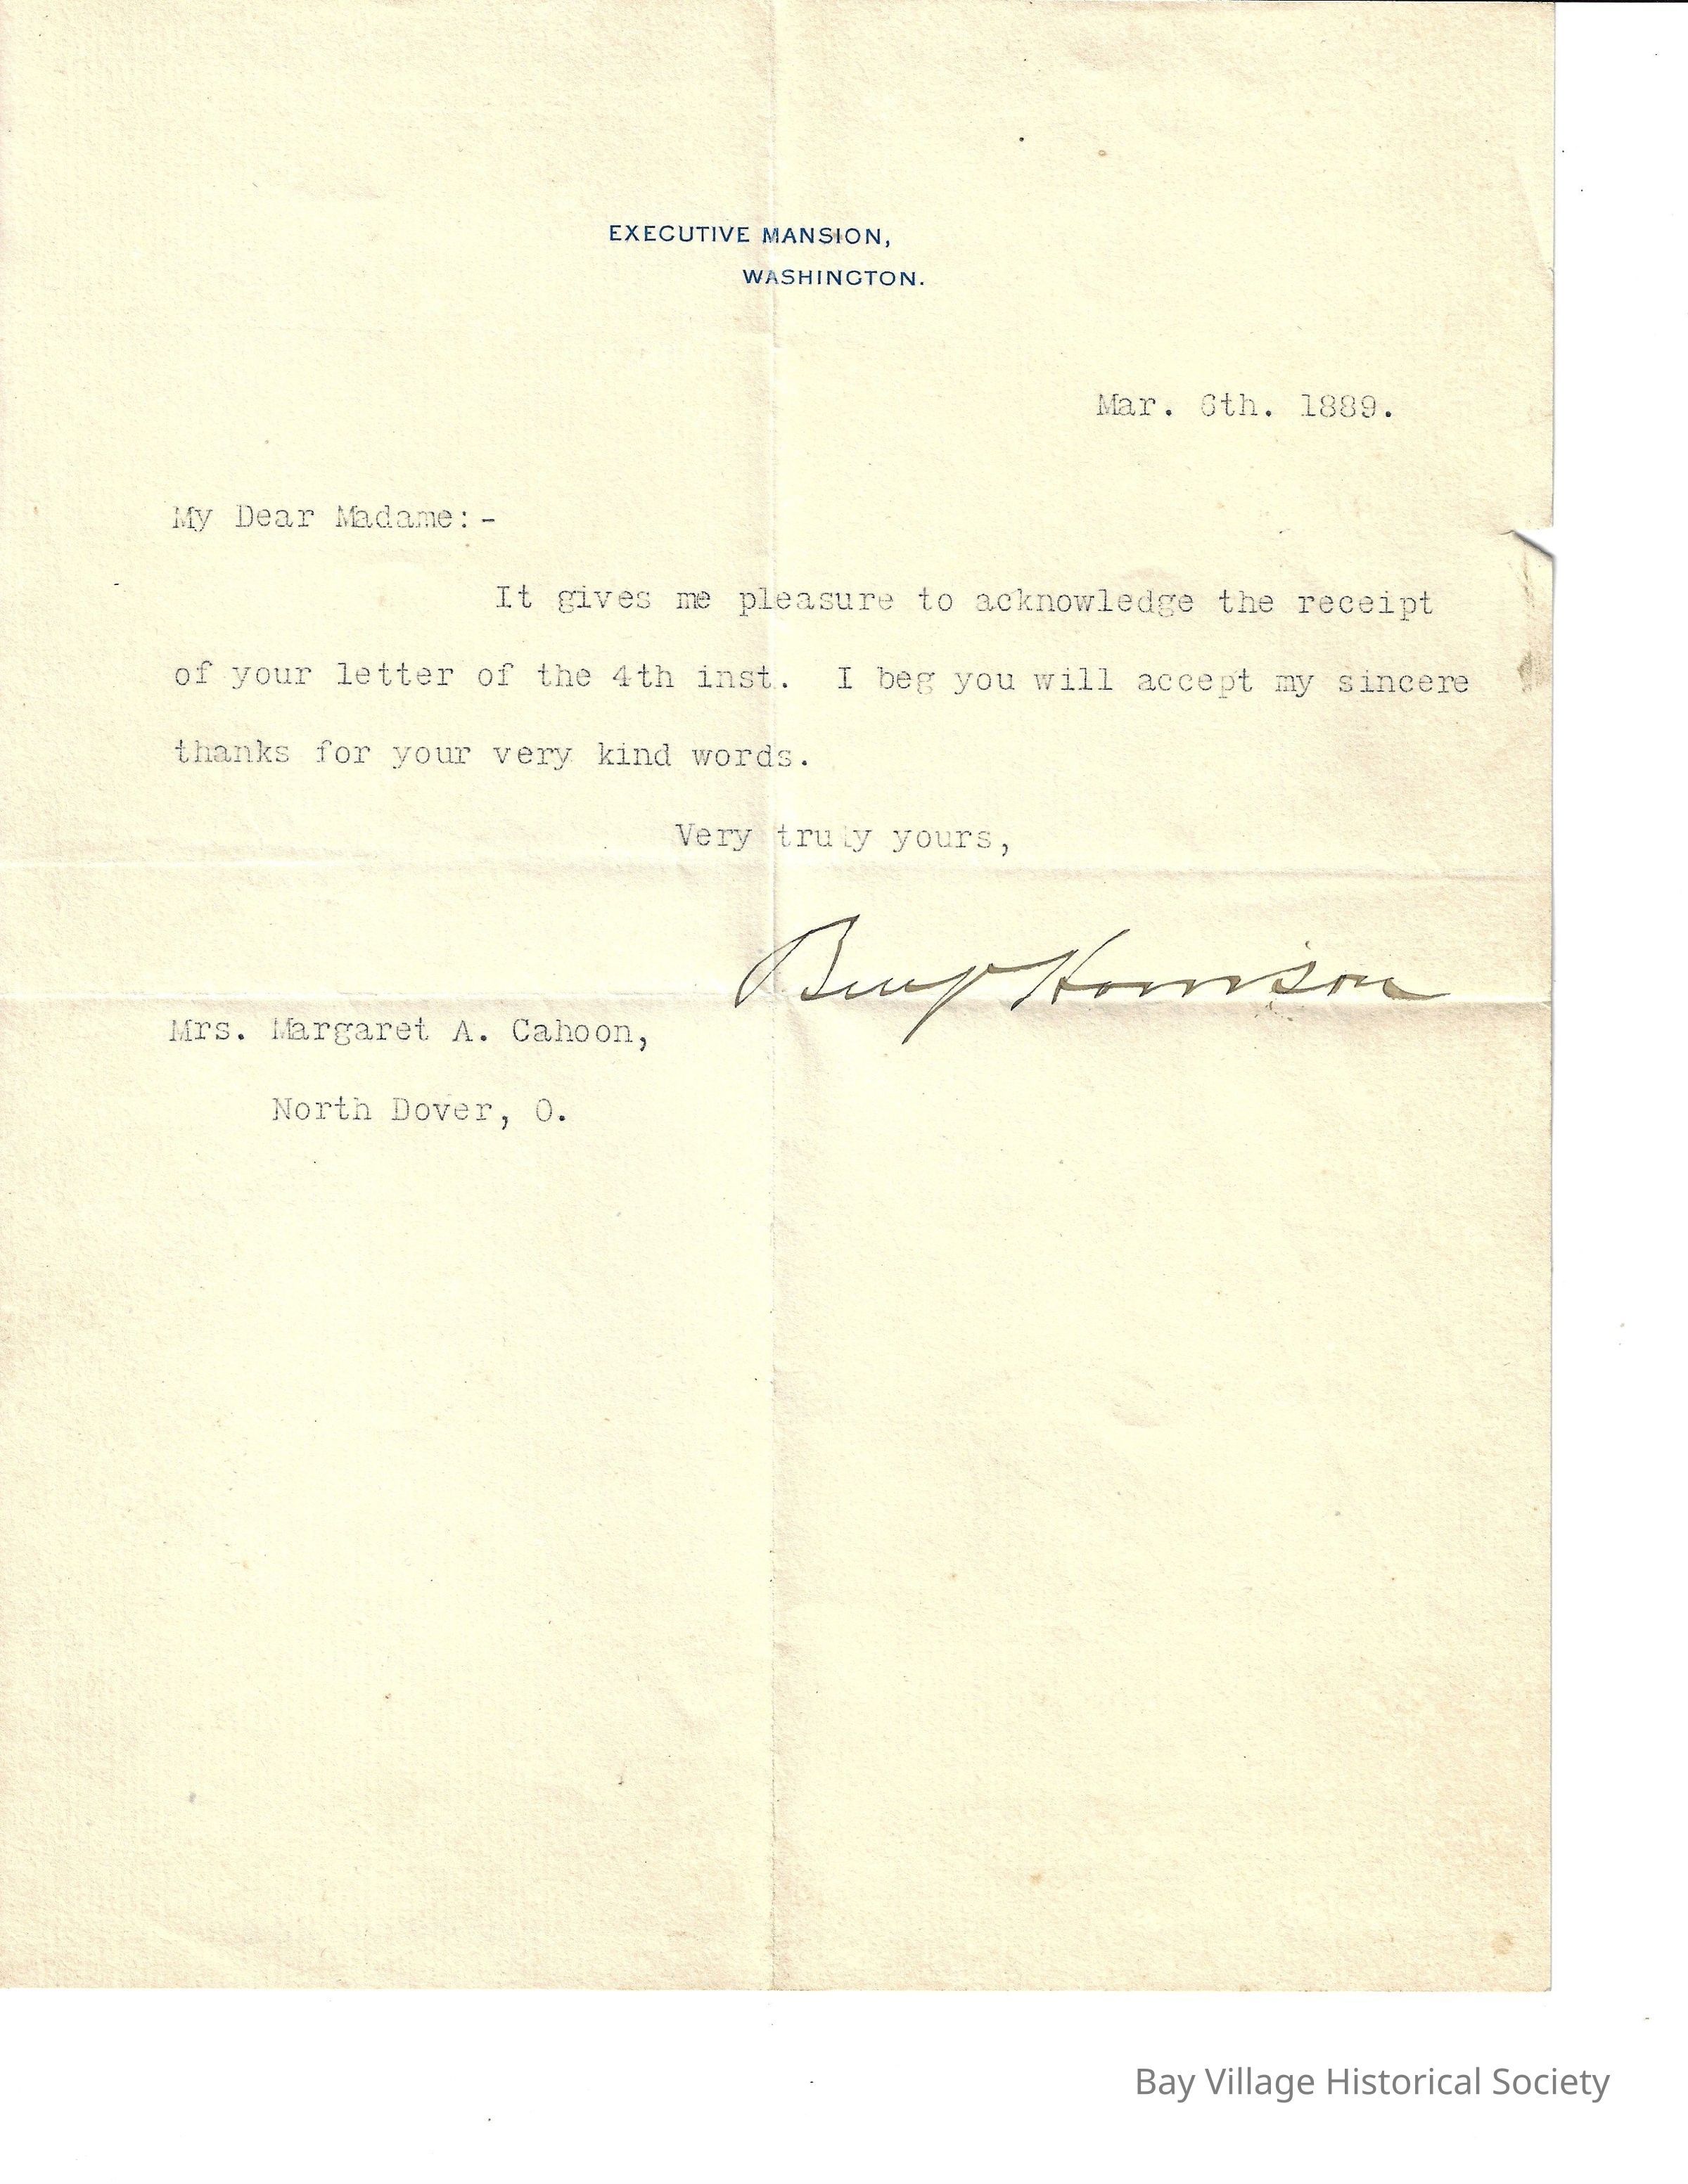 EXECUTIVE MANSION,
WASHINGTON.
Mar. 6th. 1889.
My Dear Madame:-
It gives me pleasure to acknowledge the receipt
of your letter of the 4th inst. I beg you will accept my sincere
thanks for your very kind words.
Very truly yours,
Benj Harrison
Mrs. Margaret A. Cahoon,
North Dover, O.
Bay Village Historical Society